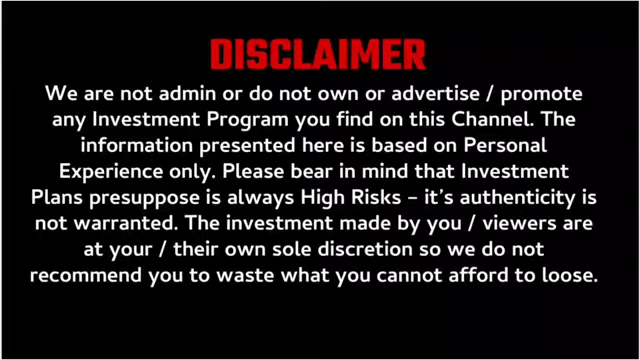 DISCLAIMER
We are not admin or do not own or advertise / promote
any Investment Program you find on this Channel. The
information presented here is based on Personal
Experience only. Please bear in mind that Investment
Plans presuppose is always High Risks – it's authenticity is
not warranted. The investment made by you / viewers are
at your / their own sole discretion so we do not
recommend you to waste what you cannot afford to loose.